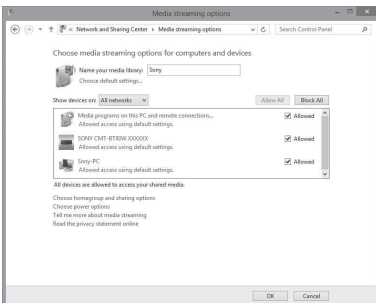 Media streaming options
« Network and Sharing Center ▸ Media streaming options
Search Control Panel
Choose media streaming options for computers and devices
Name your media library: Sony
Choose default settings...
Show devices on: All networks
Allow All Block All
Media programs on this PC and remote connections...
Allowed access using default settings.
Allowed
SONY CMT-BT80W XXXXXX
Allowed access using default settings.
Allowed
Sony-PC
Allowed access using default settings.
Allowed
All devices are allowed to access your shared media.
Choose homegroup and sharing options
Choose power options
Tell me more about media streaming
Read the privacy statement online
OK Cancel